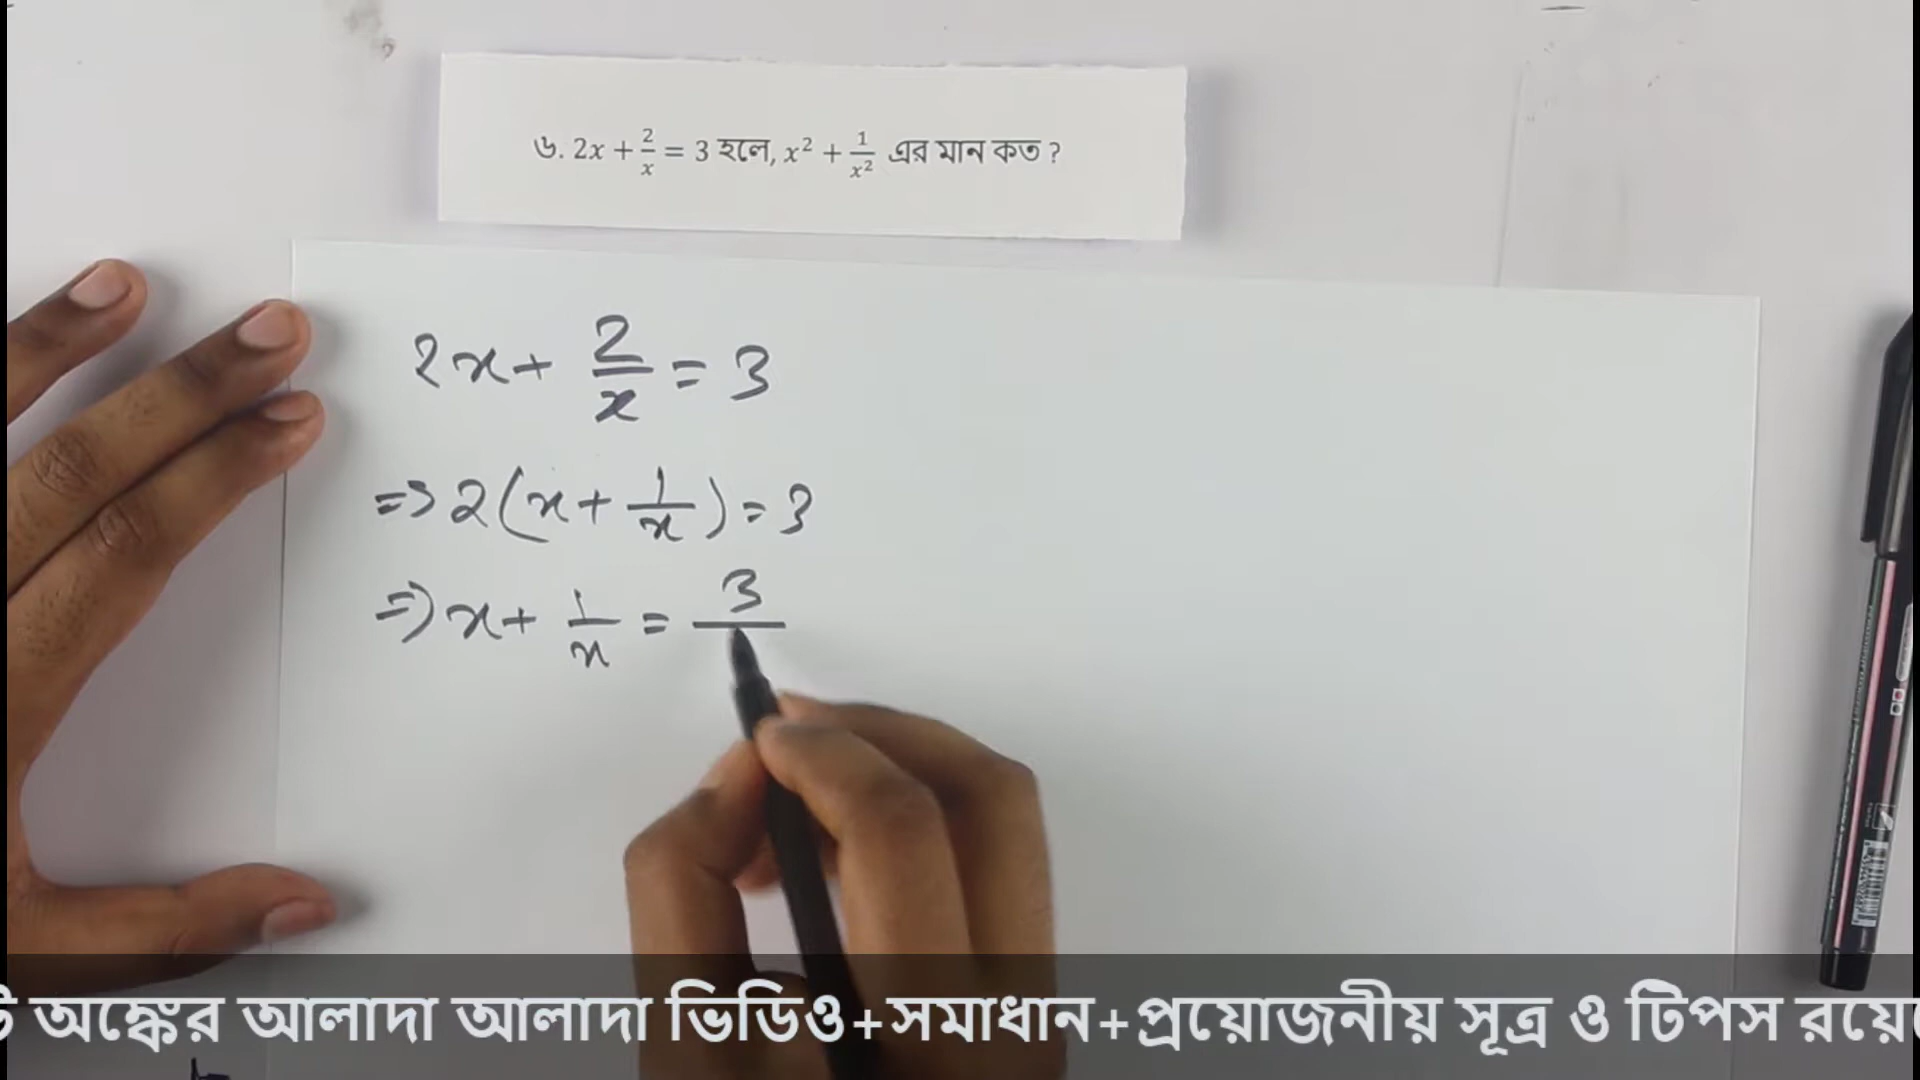 ৬. 2x + 2/x = 3 হলে, x² + 1/x² এর মান কত ?
2x + 2/x = 3
⇒ 2(x + 1/x) = 3
⇒ x + 1/x = 3/
অঙ্কের আলাদা আলাদা ভিডিও+সমাধান+প্রয়োজনীয় সূত্র ও টিপস